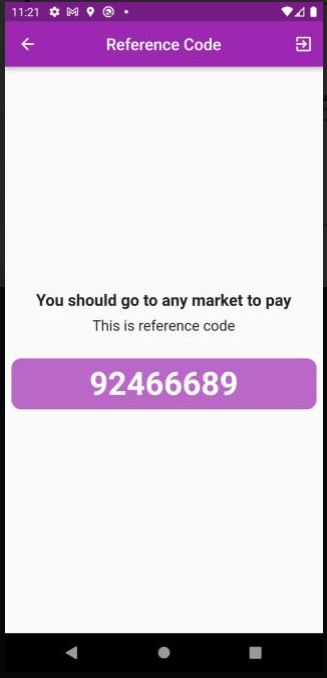 11:21
Reference Code
You should go to any market to pay
This is reference code
92466689